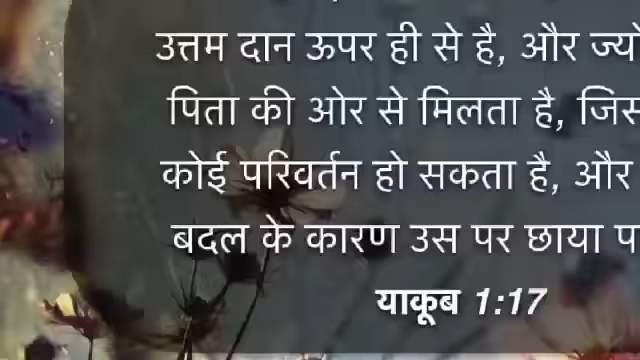 उत्तम दान ऊपर ही से है, और ज्यो
पिता की ओर से मिलता है, जिस
कोई परिवर्तन हो सकता है, और
बदल के कारण उस पर छाया प
याकूब 1:17